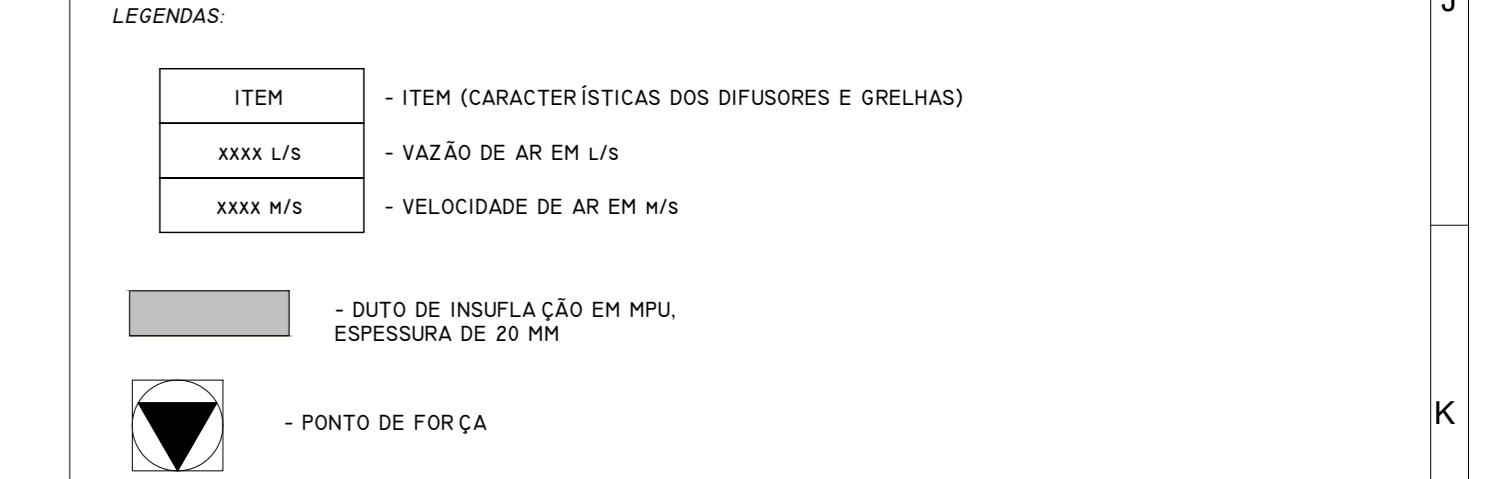 J
LEGENDAS:
ITEM - ITEM (CARACTERÍSTICAS DOS DIFUSORES E GRELHAS)
XXXX L/S - VAZÃO DE AR EM L/S
XXXX M/S - VELOCIDADE DE AR EM M/S
- DUTO DE INSUFLAÇÃO EM MPU,
ESPESSURA DE 20 MM
- PONTO DE FORÇA
K